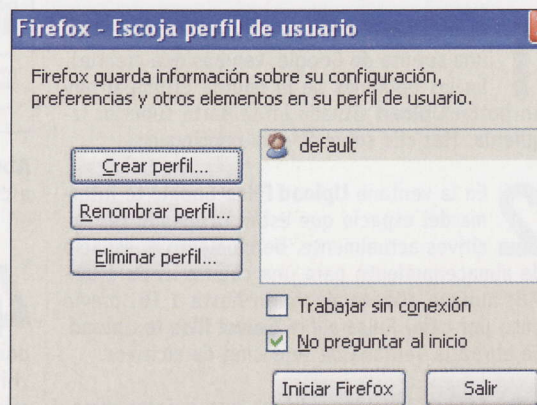 Firefox - Escoja perfil de usuario
Firefox guarda información sobre su configuración,
preferencias y otros elementos en su perfil de usuario.
default
Crear perfil...
Renombrar perfil...
Eliminar perfil...
Trabajar sin conexión
No preguntar al inicio
Iniciar Firefox
Salir